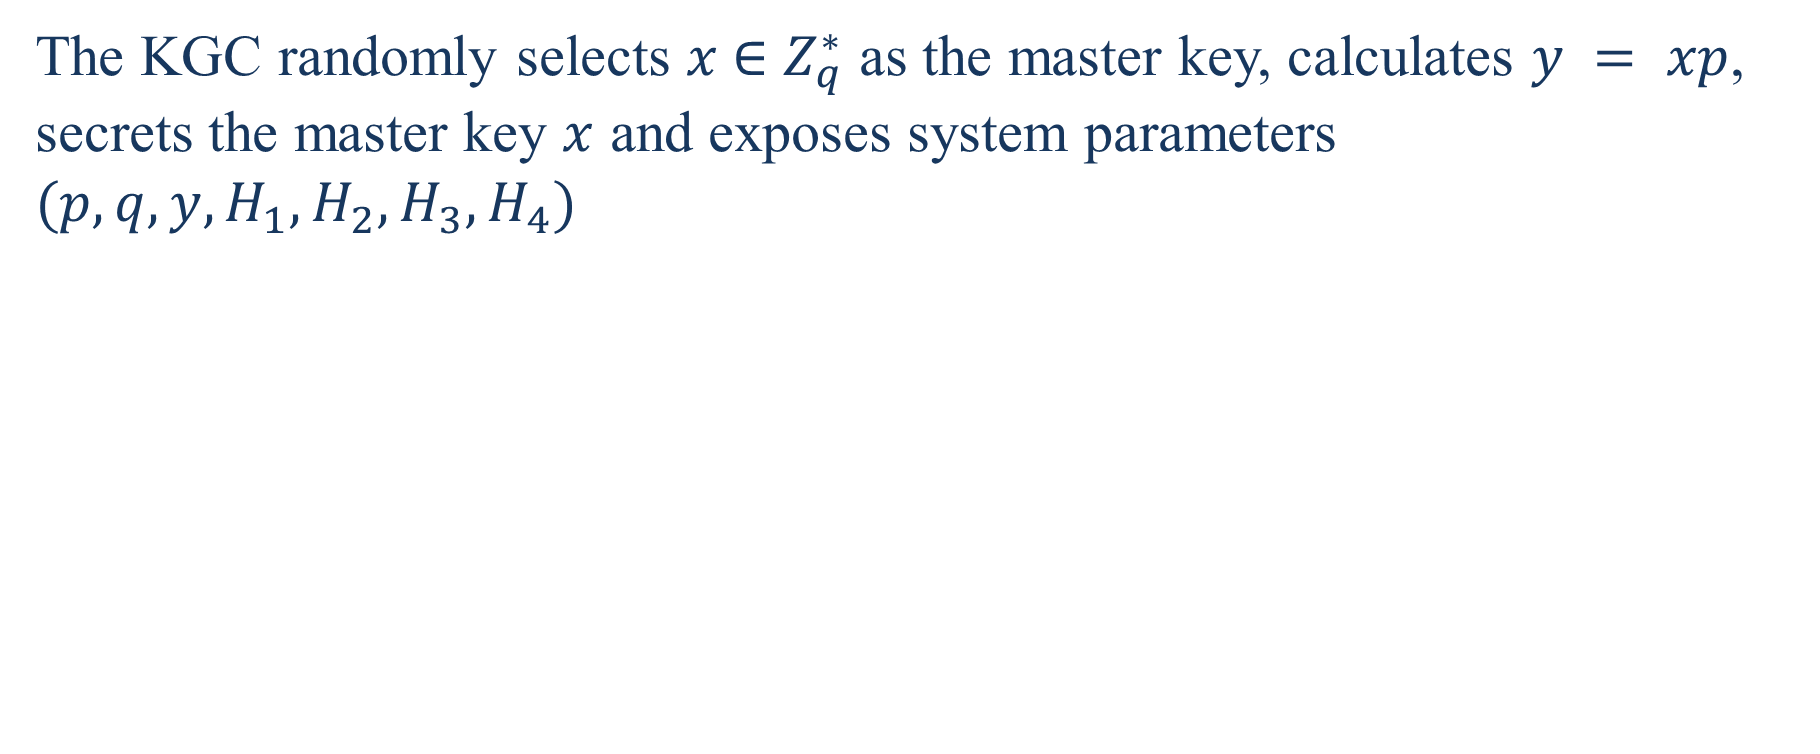 The KGC randomly selects $x \in Z_q^*$ as the master key, calculates $y = xp$,
secrets the master key $x$ and exposes system parameters
$(p, q, y, H_1, H_2, H_3, H_4)$